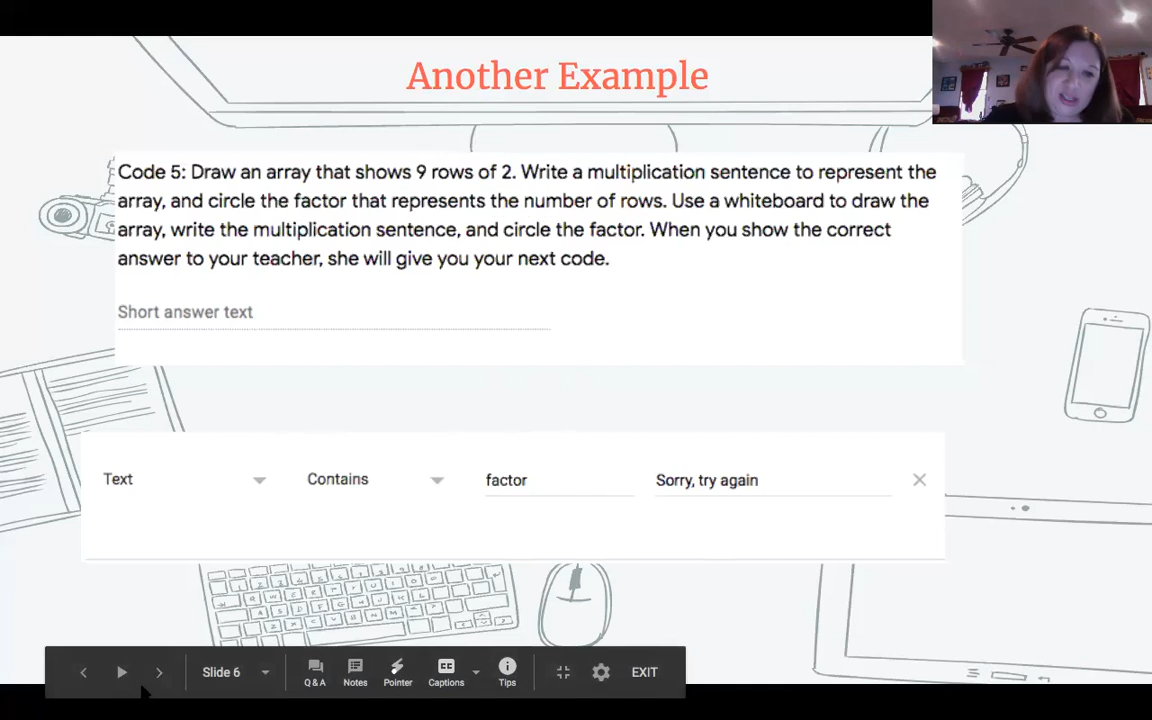 Another Example
Code 5: Draw an array that shows 9 rows of 2. Write a multiplication sentence to represent the
array, and circle the factor that represents the number of rows. Use a whiteboard to draw the
array, write the multiplication sentence, and circle the factor. When you show the correct
answer to your teacher, she will give you your next code.
Short answer text
Text Contains factor Sorry, try again
Slide 6 Q&A Notes Pointer CC Captions Tips EXIT